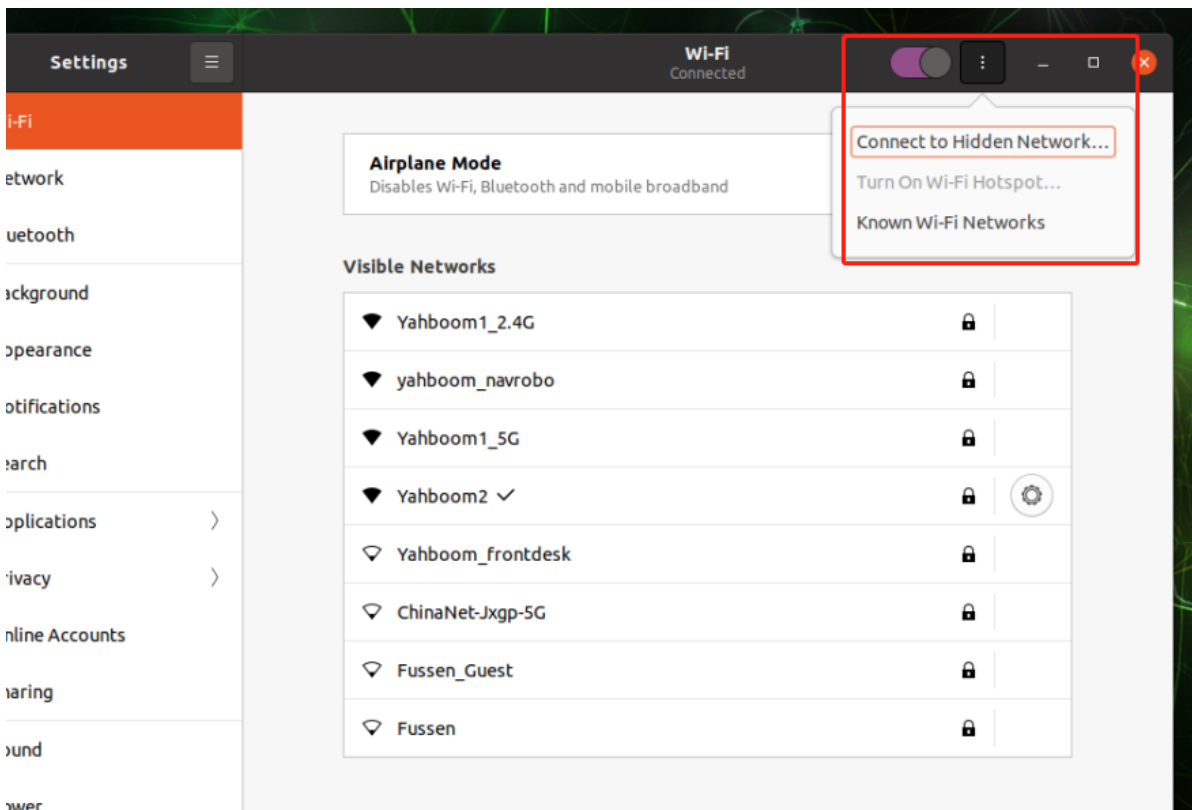 Settings
Wi-Fi
Connected
i-Fi
etwork
uetooth
ackground
ppearance
otifications
earch
pplications
rivacy
nline Accounts
haring
ound
ower
Airplane Mode
Disables Wi-Fi, Bluetooth and mobile broadband
Connect to Hidden Network...
Turn On Wi-Fi Hotspot...
Known Wi-Fi Networks
Visible Networks
Yahboom1_2.4G
yahboom_navrobo
Yahboom1_5G
Yahboom2 ✓
Yahboom_frontdesk
ChinaNet-Jxgp-5G
Fussen_Guest
Fussen